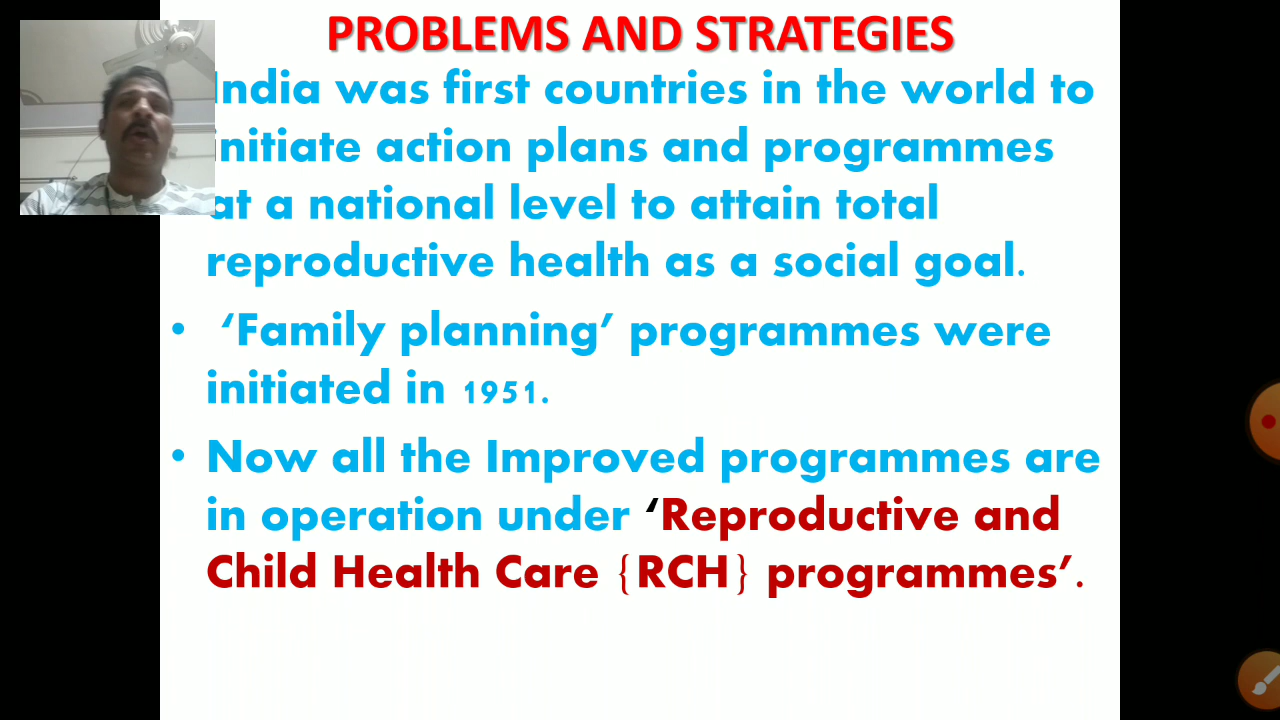 PROBLEMS AND STRATEGIES
India was first countries in the world to
initiate action plans and programmes
at a national level to attain total
reproductive health as a social goal.
• ‘Family planning’ programmes were
initiated in 1951.
• Now all the Improved programmes are
in operation under ‘Reproductive and
Child Health Care {RCH} programmes’.